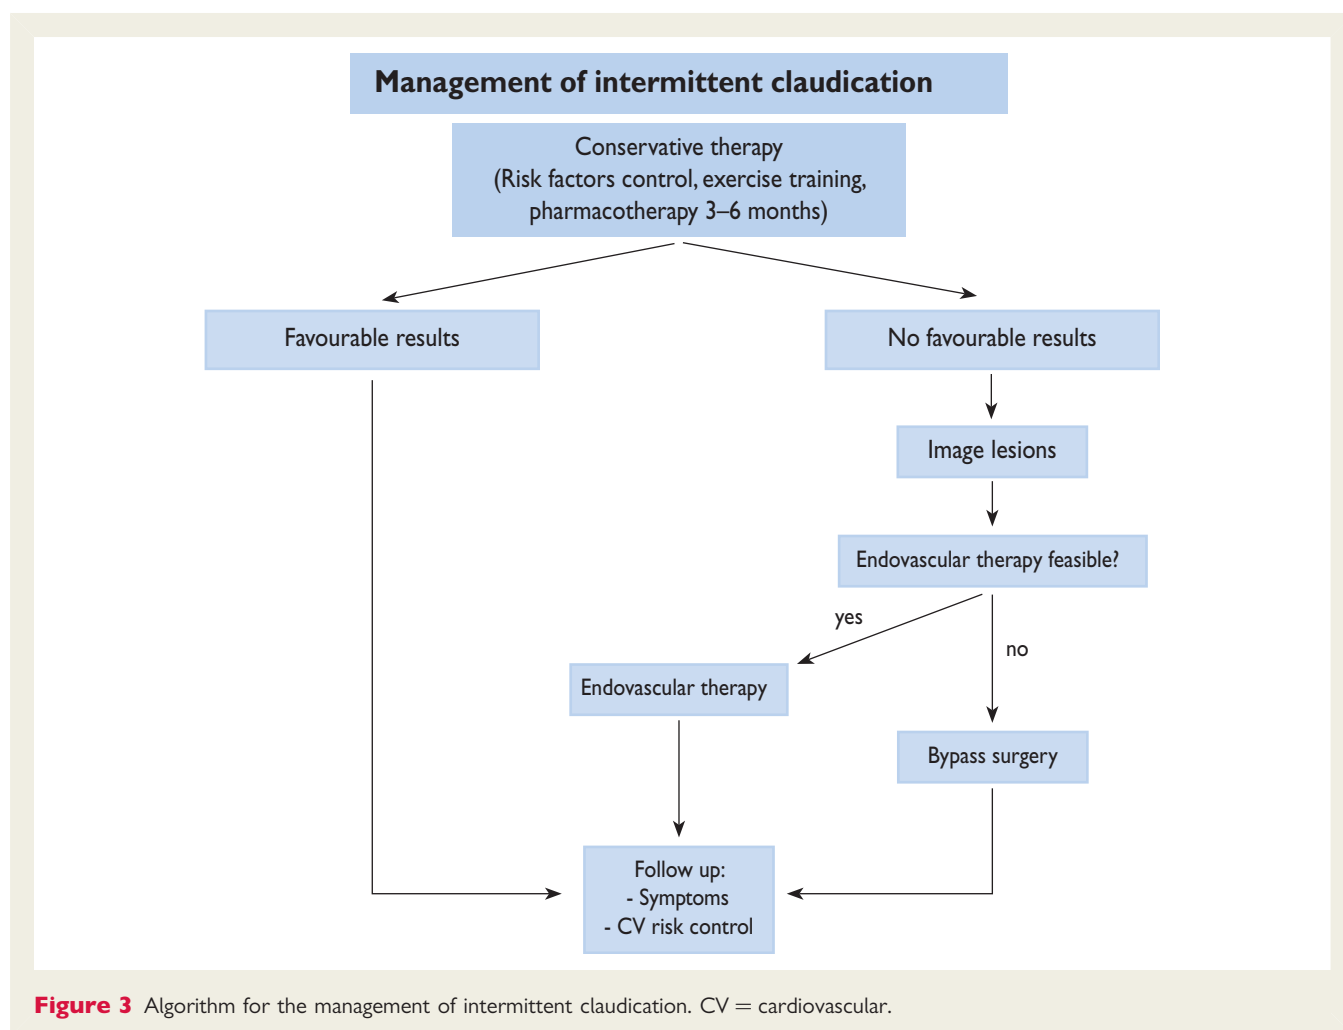 Management of intermittent claudication
Conservative therapy
(Risk factors control, exercise training,
pharmacotherapy 3–6 months)
Favourable results
No favourable results
Image lesions
Endovascular therapy feasible?
yes
no
Endovascular therapy
Bypass surgery
Follow up:
- Symptoms
- CV risk control
Figure 3 Algorithm for the management of intermittent claudication. CV = cardiovascular.